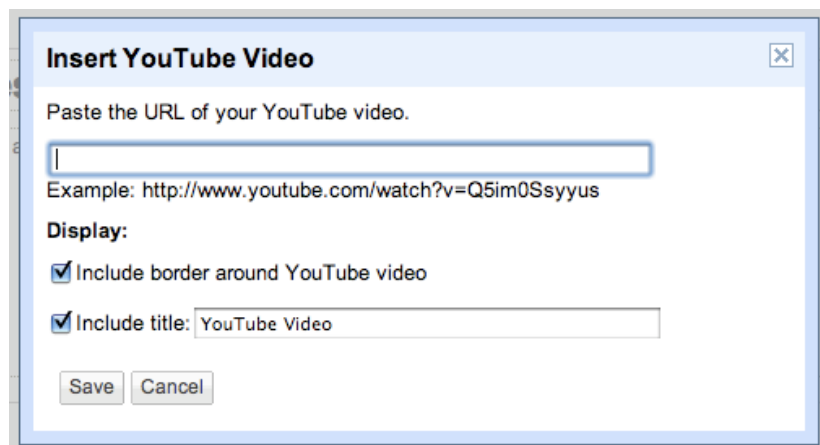 Insert YouTube Video
Paste the URL of your YouTube video.
Example: http://www.youtube.com/watch?v=Q5im0Ssyyus
Display:
Include border around YouTube video
Include title: YouTube Video
Save Cancel